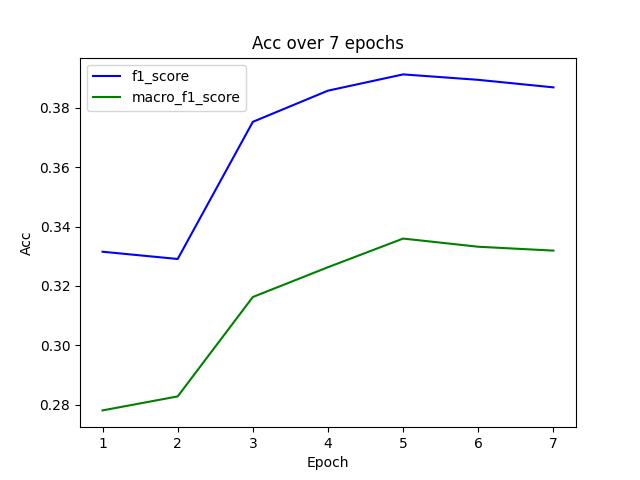 Acc over 7 epochs
f1_score
macro_f1_score
0.38
0.36
0.34
0.32
0.30
0.28
Acc
1 2 3 4 5 6 7
Epoch